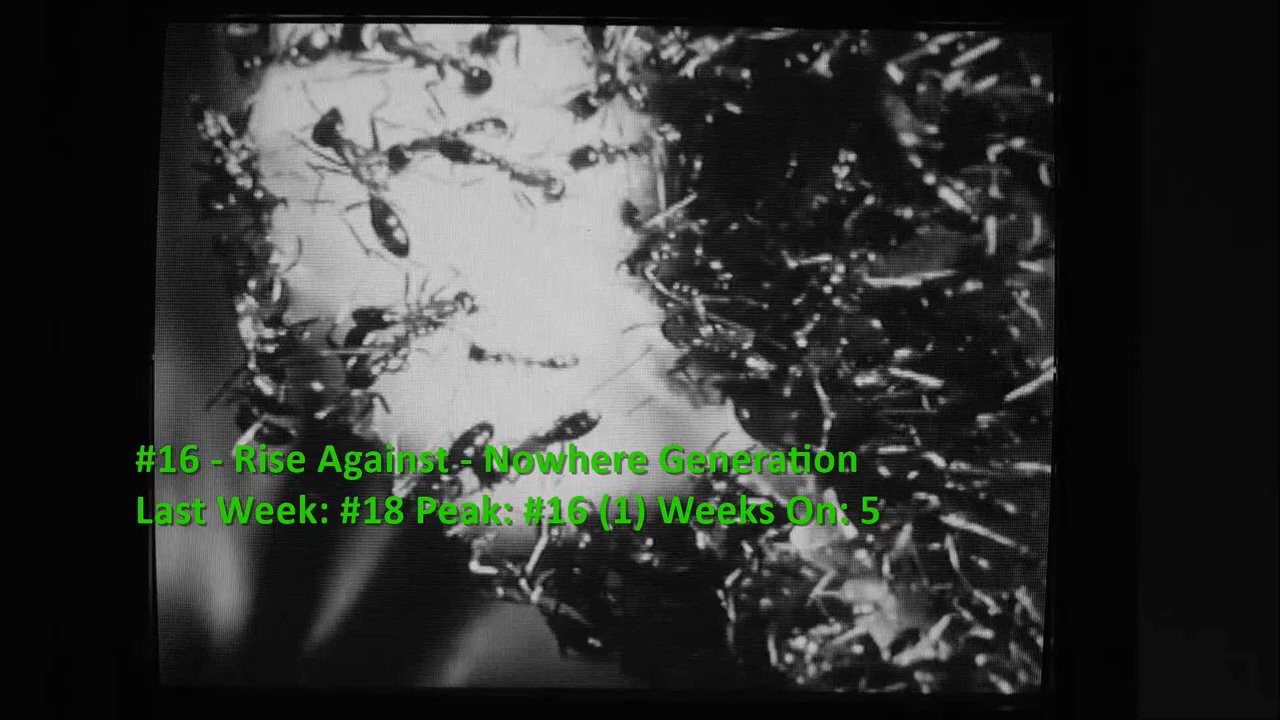 #16 - Rise Against - Nowhere Generation
Last Week: #18 Peak: #16 (1) Weeks On: 5